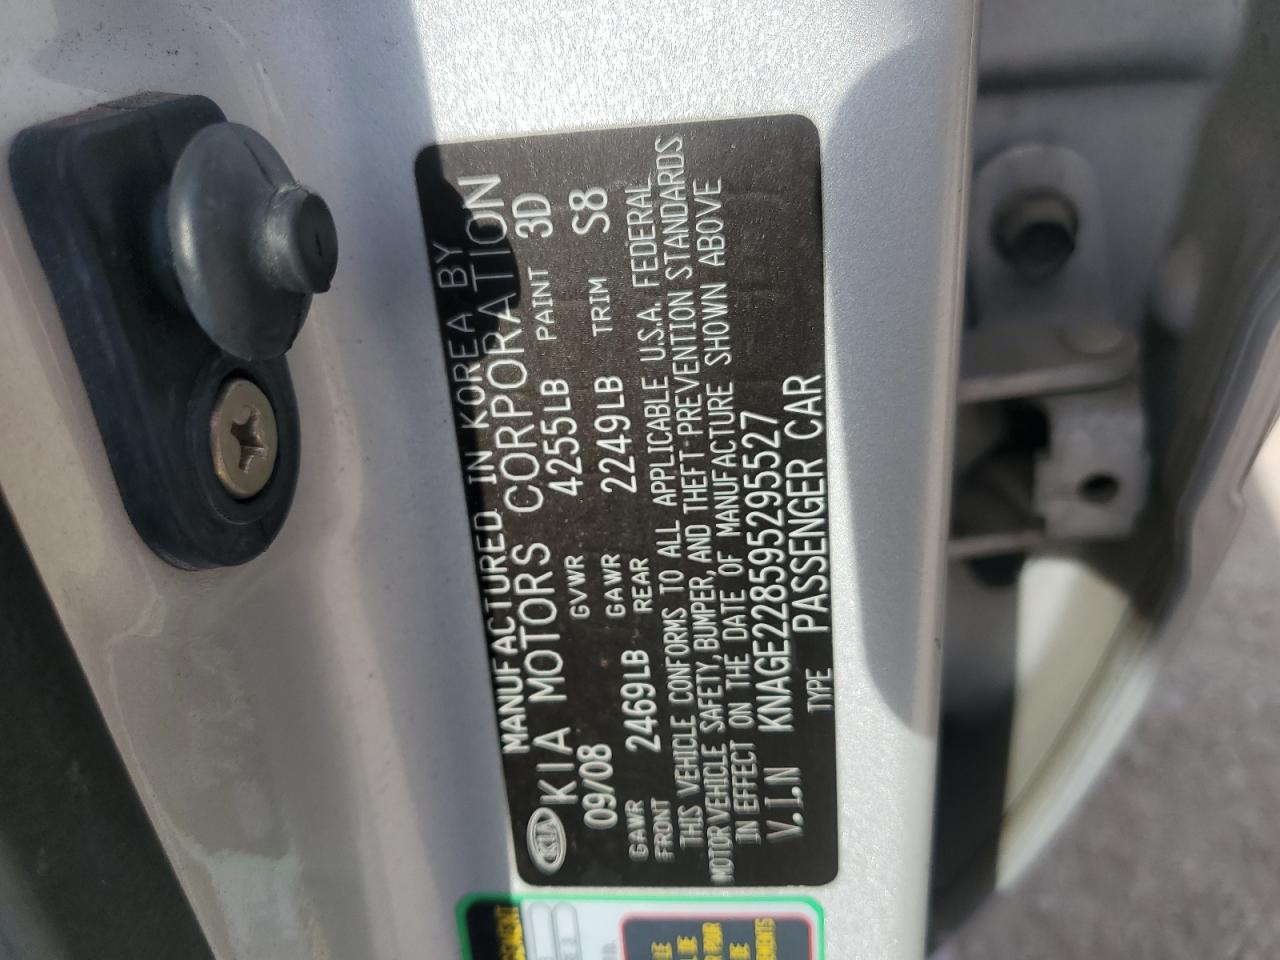 MANUFACTURED IN KOREA BY
KIA KIA MOTORS CORPORATION
09/08 GVWR 4255LB PAINT 3D
GAWR FRONT 2469LB GAWR REAR 2249LB TRIM S8
THIS VEHICLE CONFORMS TO ALL APPLICABLE U.S.A. FEDERAL
MOTOR VEHICLE SAFETY, BUMPER, AND THEFT PREVENTION STANDARDS
IN EFFECT ON THE DATE OF MANUFACTURE SHOWN ABOVE
V.I.N KNAGE228595295527
TYPE PASSENGER CAR